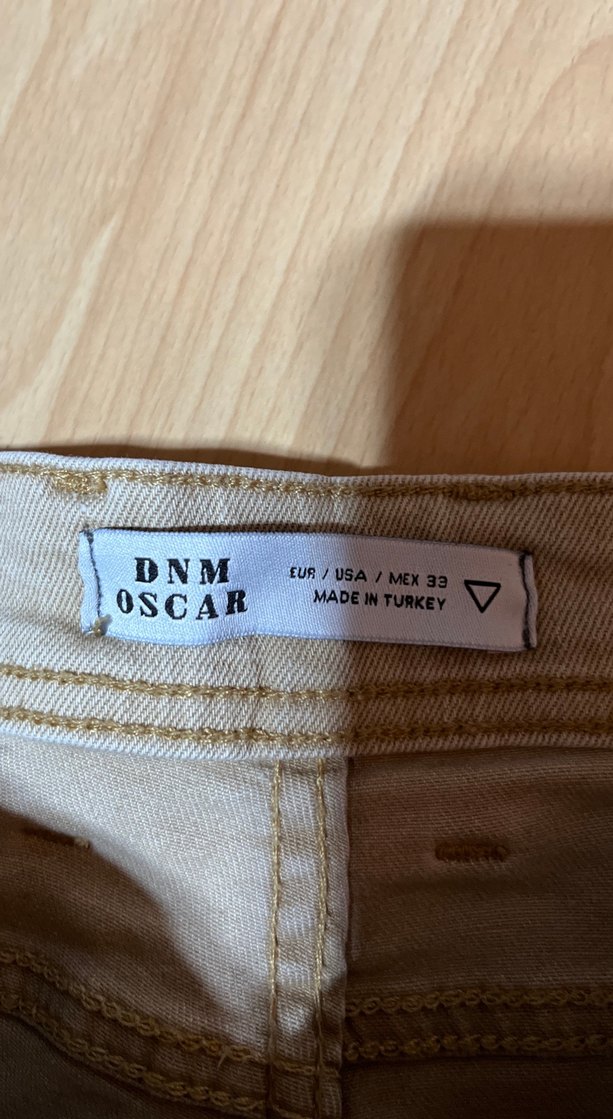 DNM
OSCAR
EUR / USA / MEX 33
MADE IN TURKEY